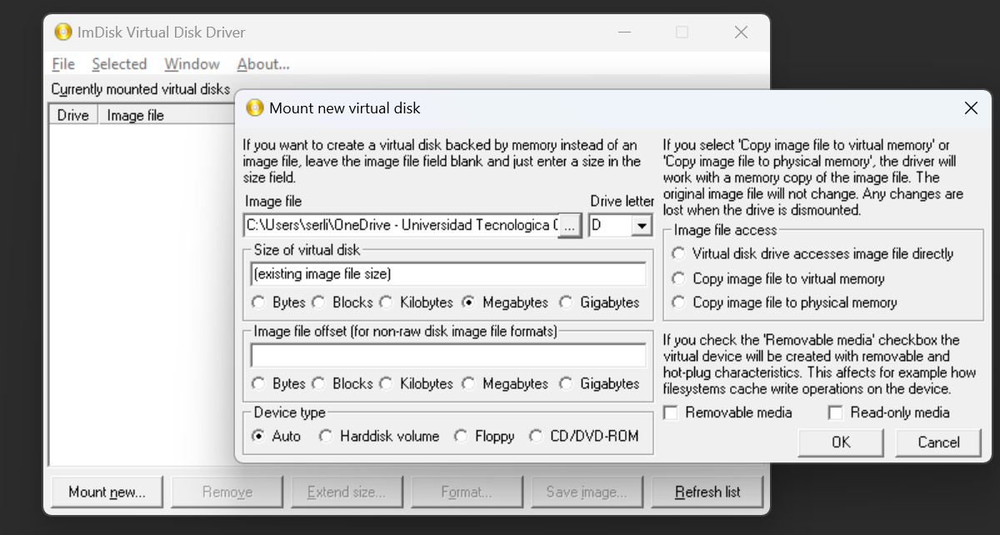 ImDisk Virtual Disk Driver
File Selected Window About...
Currently mounted virtual disks
Drive Image file
Mount new virtual disk
If you want to create a virtual disk backed by memory instead of an
image file, leave the image file field blank and just enter a size in the
size field.
Image file Drive letter
C:\Users\serli\OneDrive - Universidad Tecnologica ... D
Size of virtual disk
(existing image file size)
Bytes Blocks Kilobytes Megabytes Gigabytes
Image file offset (for non-raw disk image file formats)
Bytes Blocks Kilobytes Megabytes Gigabytes
Device type
Auto Harddisk volume Floppy CD/DVD-ROM
If you select 'Copy image file to virtual memory' or
'Copy image file to physical memory', the driver will
work with a memory copy of the image file. The
original image file will not change. Any changes are
lost when the drive is dismounted.
Image file access
Virtual disk drive accesses image file directly
Copy image file to virtual memory
Copy image file to physical memory
If you check the 'Removable media' checkbox the
virtual device will be created with removable and
hot-plug characteristics. This affects for example how
filesystems cache write operations on the device.
Removable media Read-only media
OK Cancel
Mount new... Remove Extend size... Format... Save image... Refresh list